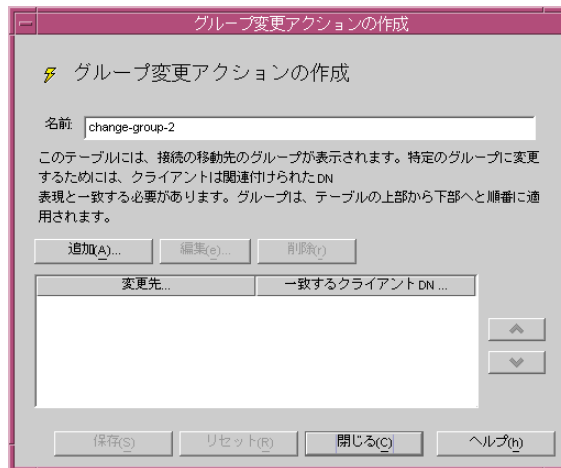 グループ変更アクションの作成
グループ変更アクションの作成
名前: change-group-2
このテーブルには、接続の移動先のグループが表示されます。特定のグループに変更
するためには、クライアントは関連付けられたDN
表現と一致する必要があります。グループは、テーブルの上部から下部へと順番に適
用されます。
追加(A)... 編集(e)... 削除(r)
変更先... 一致するクライアント DN ...
保存(S) リセット(R) 閉じる(C) ヘルプ(h)